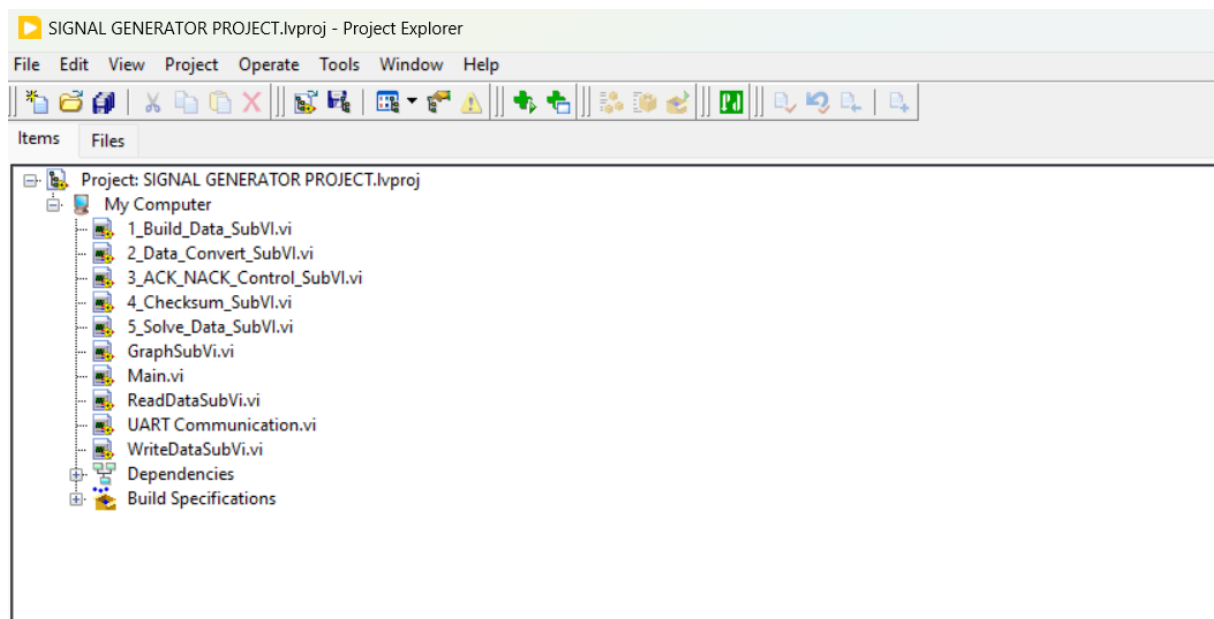 SIGNAL GENERATOR PROJECT.lvproj - Project Explorer
File Edit View Project Operate Tools Window Help
Items Files
Project: SIGNAL GENERATOR PROJECT.lvproj
My Computer
1_Build_Data_SubVI.vi
2_Data_Convert_SubVI.vi
3_ACK_NACK_Control_SubVI.vi
4_Checksum_SubVI.vi
5_Solve_Data_SubVI.vi
GraphSubVi.vi
Main.vi
ReadDataSubVi.vi
UART Communication.vi
WriteDataSubVi.vi
Dependencies
Build Specifications